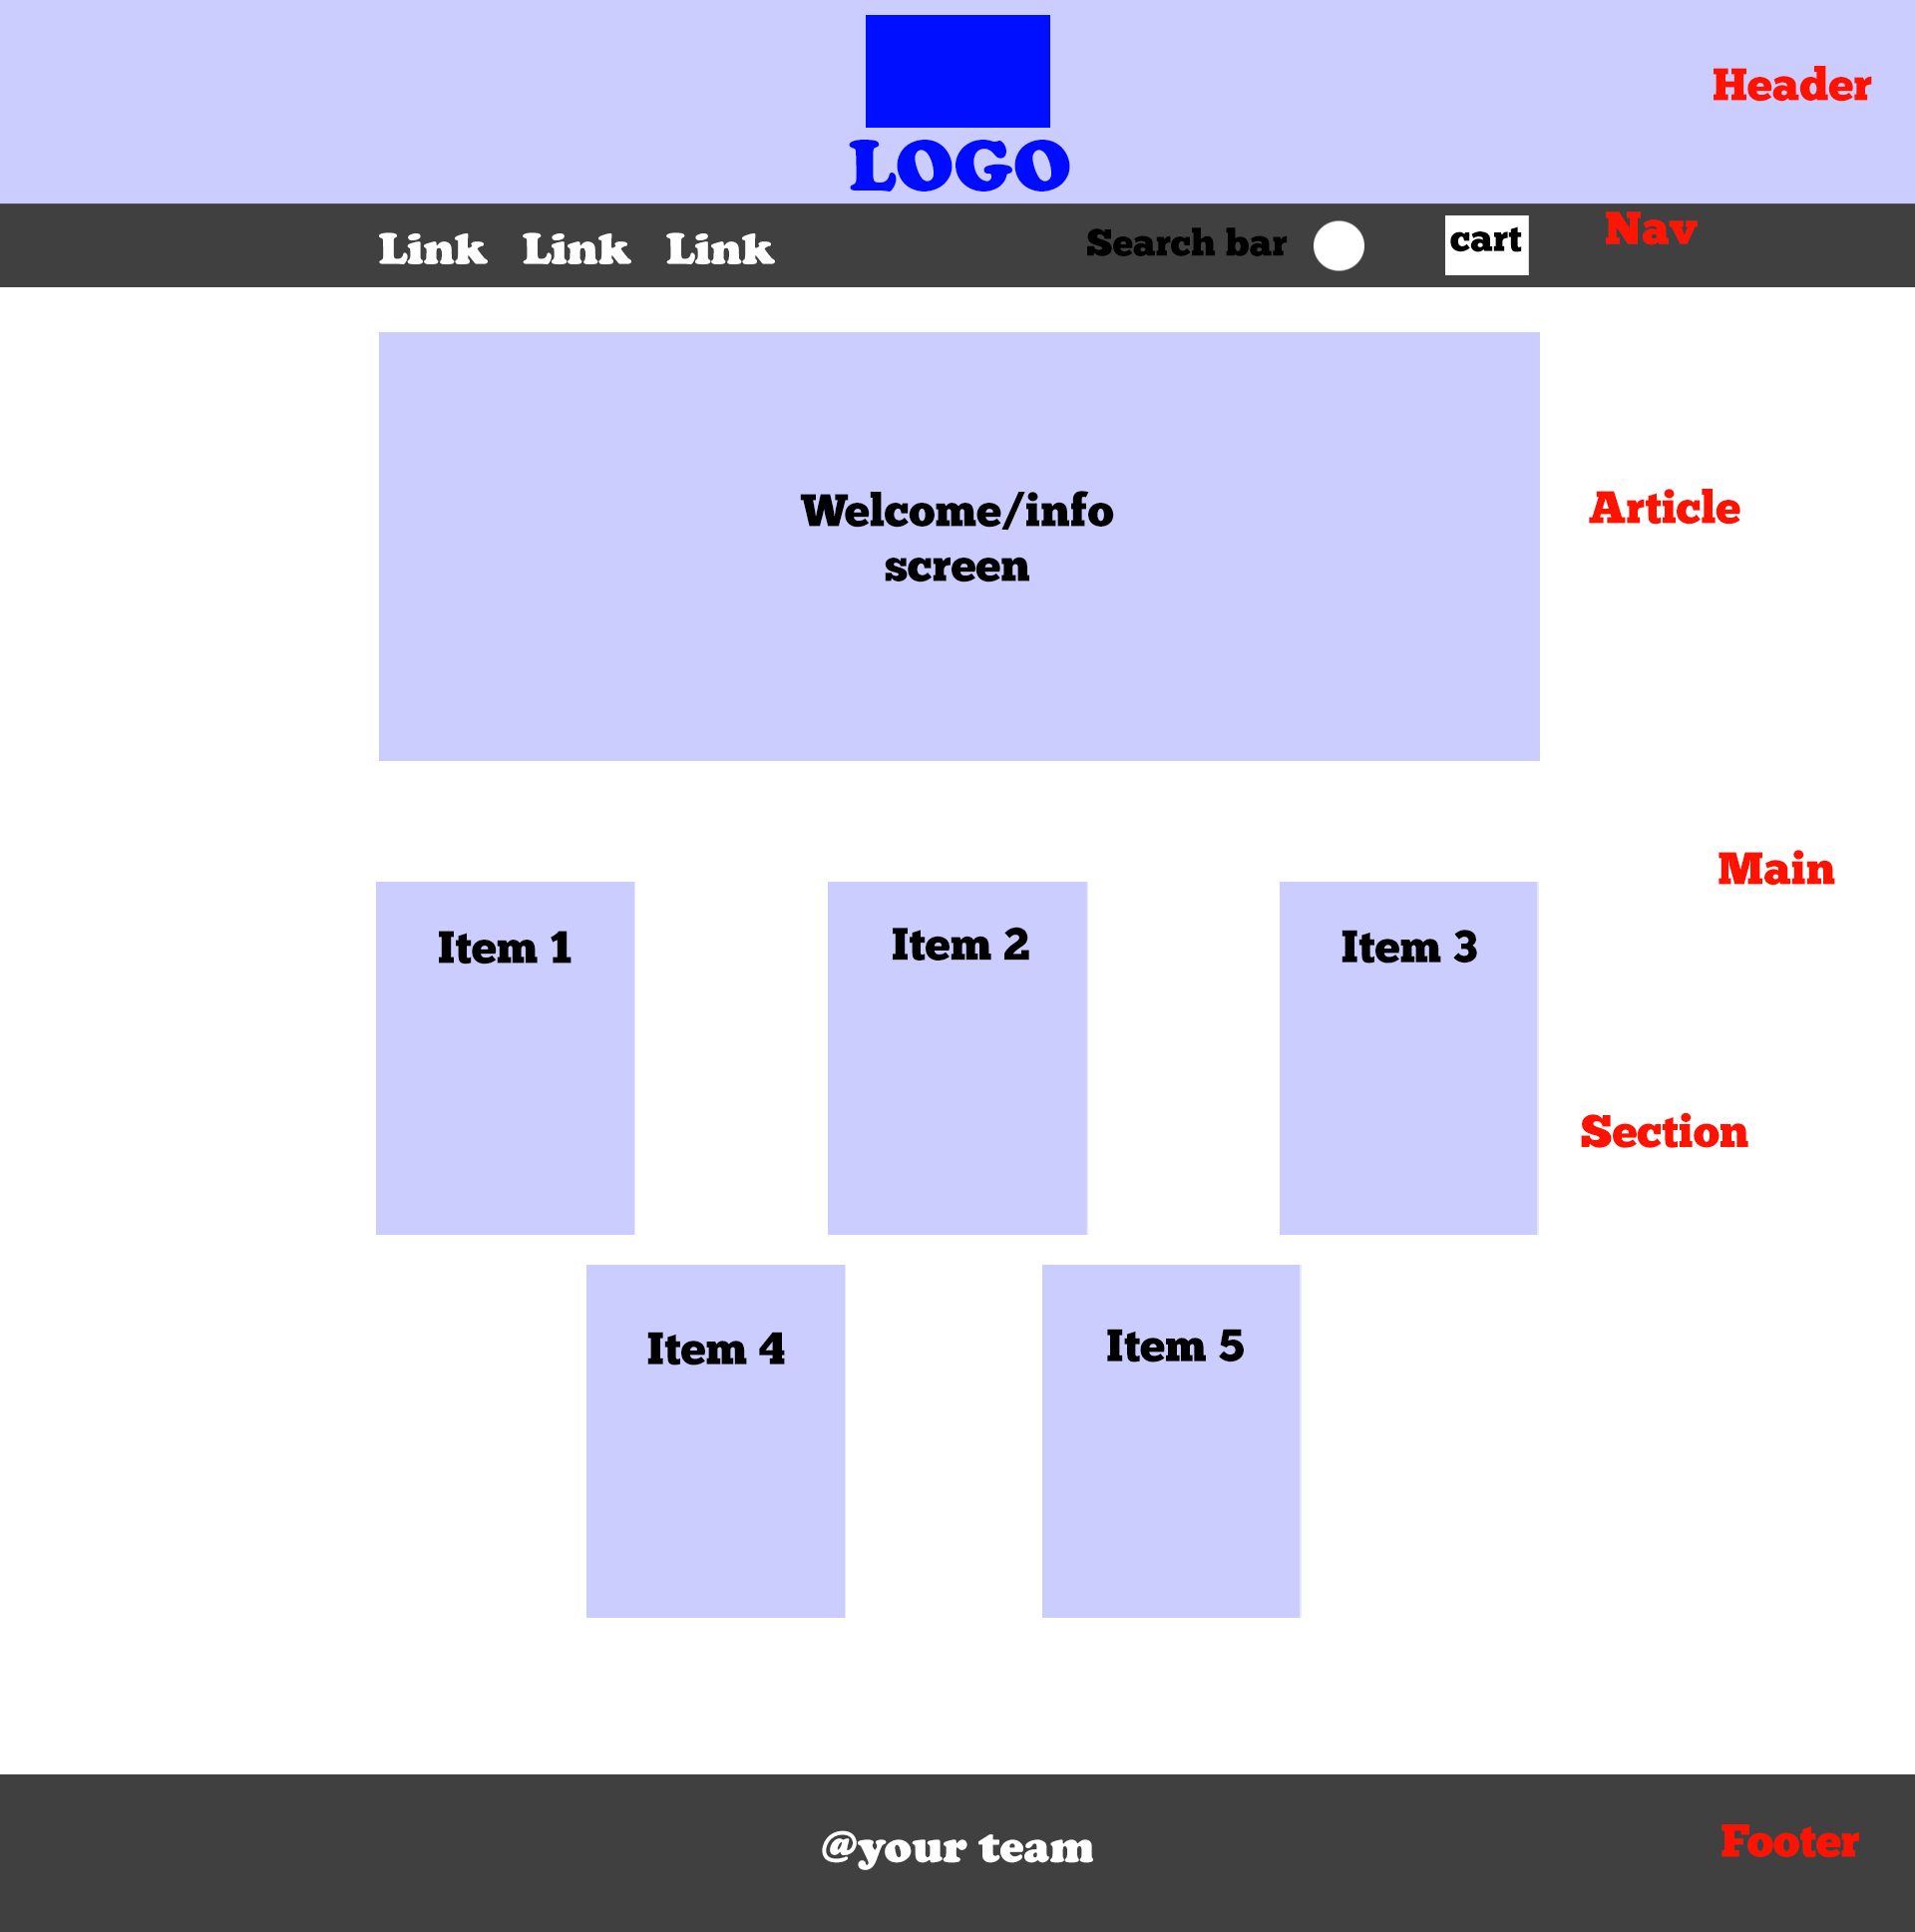 Header
LOGO
Link Link Link Search bar cart Nav
Welcome/info
screen
Article
Main
Item 1 Item 2 Item 3
Section
Item 4 Item 5
@your team Footer